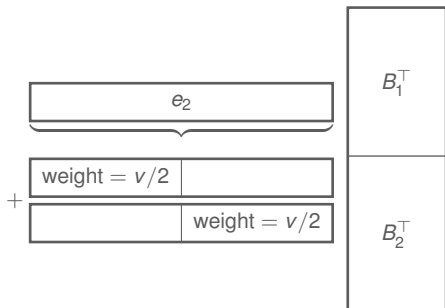 B₁⊤
e₂
weight = v/2
+
weight = v/2
B₂⊤